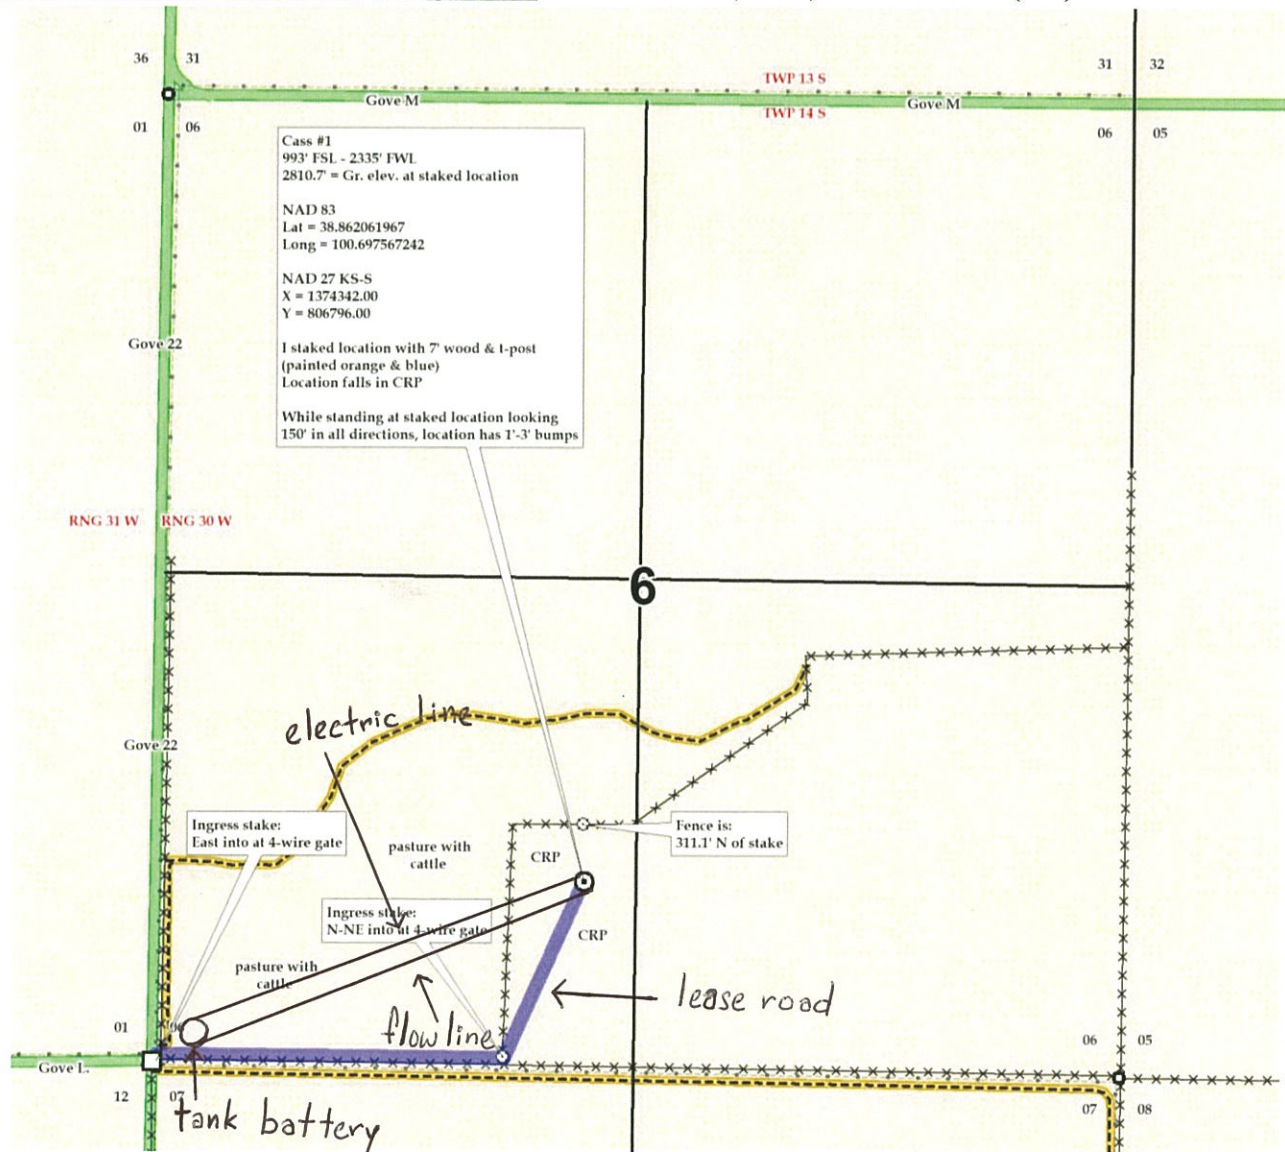 36 31
31 32
TWP 13 S
Gove M
Gove M
TWP 14 S
01 06
06 05
Cass #1
993' FSL - 2335' FWL
2810.7' = Gr. elev. at staked location
NAD 83
Lat = 38.862061967
Long = 100.697567242
NAD 27 KS-S
X = 1374342.00
Y = 806796.00
I staked location with 7' wood & t-post
(painted orange & blue)
Location falls in CRP
While standing at staked location looking
150' in all directions, location has 1'-3' bumps
Gove 22
RNG 31 W RNG 30 W
6
electric line
Gove 22
Ingress stake:
East into at 4-wire gate
Fence is:
311.1' N of stake
pasture with
cattle
CRP
Ingress stake:
N-NE into at 4-wire gate
CRP
pasture with
cattle
lease road
flow line
01 06
06 05
Gove L
12 07
07 08
tank battery